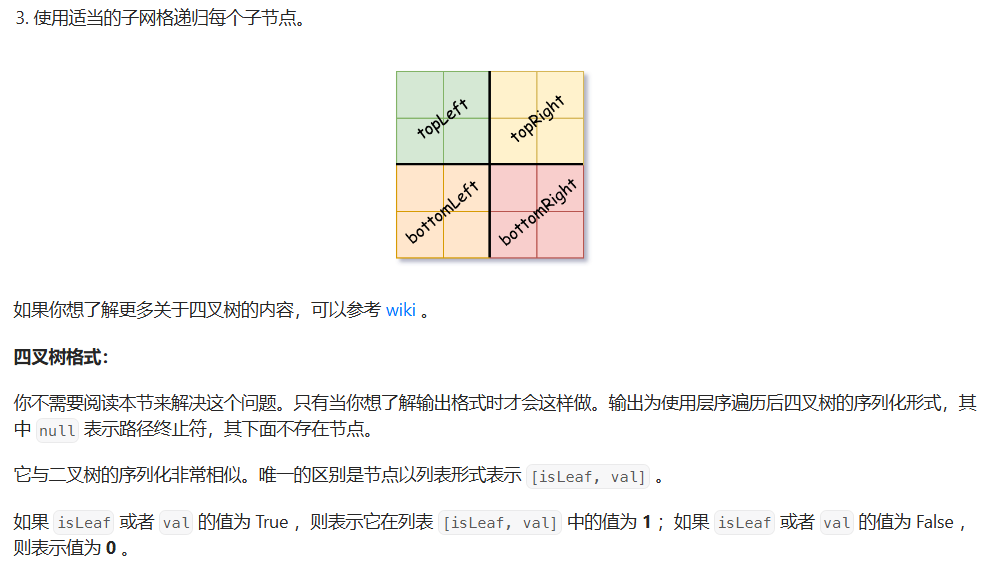 3. 使用适当的子网格递归每个子节点。
topLeft
topRight
bottomLeft
bottomRight
如果你想了解更多关于四叉树的内容，可以参考 wiki 。
四叉树格式：
你不需要阅读本节来解决这个问题。只有当你想了解输出格式时才会这样做。输出为使用层序遍历后四叉树的序列化形式，其
中 null 表示路径终止符，其下面不存在节点。
它与二叉树的序列化非常相似。唯一的区别是节点以列表形式表示 [isLeaf, val] 。
如果 isLeaf 或者 val 的值为 True ，则表示它在列表 [isLeaf, val] 中的值为 1 ；如果 isLeaf 或者 val 的值为 False ，
则表示值为 0 。